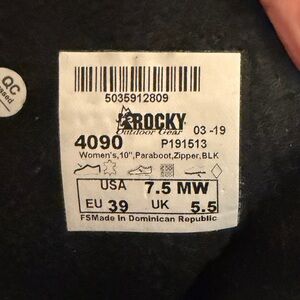 QC
5035912809
ROCKY
Outdoor Gear
03 -19
4090
P191513
Women's,10",Paraboot,Zipper,BLK
USA 7.5 MW
EU 39 UK 5.5
FSMade In Dominican Republic